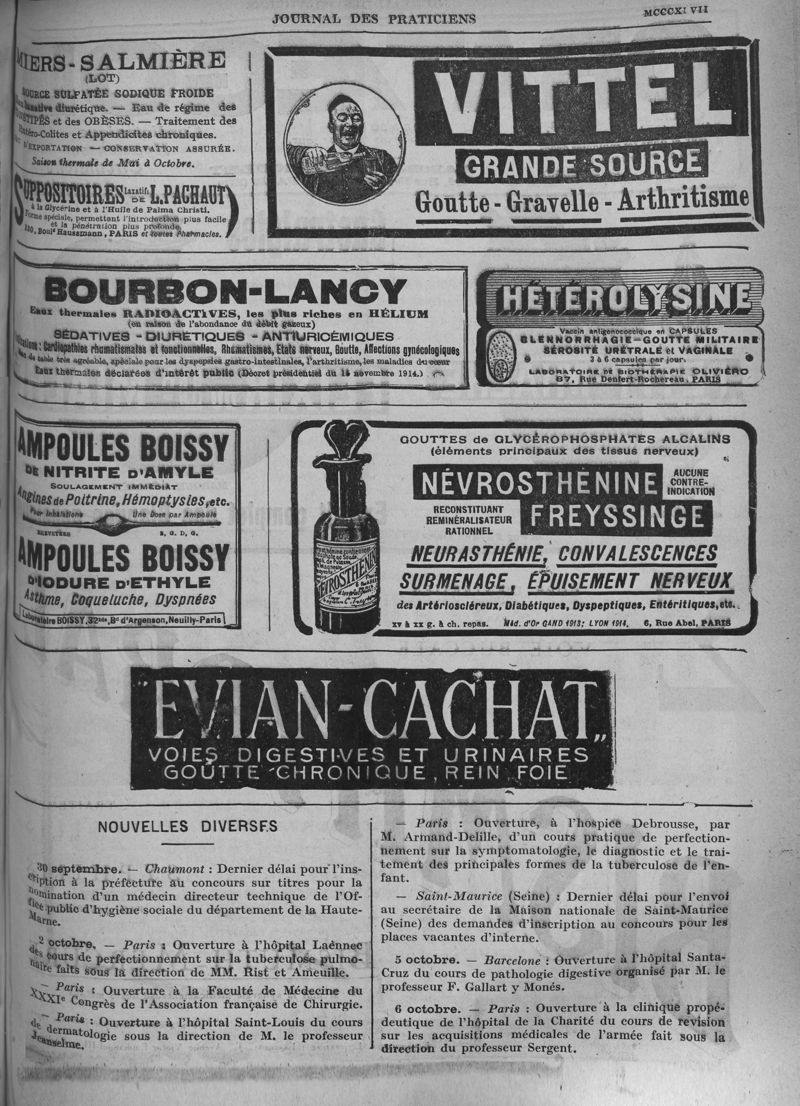 JOURNAL DES PRATICIENS
MIERS-SALMIÈRE
(LOT)
SOURCE SULFATÉE SODIQUE FROIDE
Laxative diurétique. — Eau de régime des
et des OBÈSES. — Traitement des
Entéro-Colites et Appendicites chroniques.
D'EXPORTATION — CONSERVATION ASSURÉE.
Saison thermale de Mai à Octobre.
SUPPOSITOIRES laxatifs DE L. PACHAUT
à la Glycérine et à l'Huile de Palma Christi.
Forme spéciale, permettant l'introduction plus facile
et la pénétration plus profonde.
130, Boulᵈ Haussmann, PARIS et toutes Pharmacies.
VITTEL
GRANDE SOURCE
Goutte - Gravelle - Arthritisme
BOURBON-LANCY
Eaux thermales RADIOACTIVES, les plus riches en HÉLIUM
(en raison de l'abondance du débit gazeux)
SÉDATIVES - DIURÉTIQUES - ANTIURICÉMIQUES
Cardiopathies rhumatismales et fonctionnelles, Rhumatismes, Etats nerveux, Goutte, Affections gynécologiques
Eau de table très agréable, spéciale pour les dyspepsies gastro-intestinales, l'arthritisme, les maladies du cœur
Eaux thermales déclarées d'intérêt public (Décret présidentiel du 14 novembre 1914.)
HÉTÉROLYSINE
Vaccin antigonococcique en CAPSULES
BLENNORRHAGIE - GOUTTE MILITAIRE
SÉROSITÉ URÉTRALE et VAGINALE
3 à 6 capsules par jour.
LABORATOIRE DE BIOTHÉRAPIE OLIVIÉRO
87, Rue Denfert-Rochereau, PARIS
AMPOULES BOISSY
DE NITRITE D'AMYLE
SOULAGEMENT IMMÉDIAT
Angines de Poitrine, Hémoptysies, etc.
Pour Inhalations Une Dose par Ampoule
BREVETÉES S. G. D. G.
AMPOULES BOISSY
D'IODURE D'ETHYLE
Asthme, Coqueluche, Dyspnées
Laboratoire BOISSY, 32ᵇⁱˢ, Bᵈ d'Argenson, Neuilly-Paris
GOUTTES de GLYCÉROPHOSPHATES ALCALINS
(éléments principaux des tissus nerveux)
NÉVROSTHÉNINE
AUCUNE
CONTRE-
INDICATION
RECONSTITUANT
REMINÉRALISATEUR
RATIONNEL
FREYSSINGE
NEURASTHÉNIE, CONVALESCENCES
SURMENAGE, ÉPUISEMENT NERVEUX
des Artérioscléreux, Diabétiques, Dyspeptiques, Entéritiques, etc.
xv à xx g. à ch. repas. Méd. d'Or GAND 1913; LYON 1914. 6, Rue Abel, PARIS
"EVIAN-CACHAT"
VOIES DIGESTIVES ET URINAIRES
GOUTTE CHRONIQUE, REIN, FOIE
NOUVELLES DIVERSES
30 septembre. — Chaumont : Dernier délai pour l'ins-
cription à la préfecture au concours sur titres pour la
nomination d'un médecin directeur technique de l'Of-
fice public d'hygiène sociale du département de la Haute-
Marne.
2 octobre. — Paris : Ouverture à l'hôpital Laënnec
des cours de perfectionnement sur la tuberculose pulmo-
naire faits sous la direction de MM. Rist et Ameuille.
— Paris : Ouverture à la Faculté de Médecine du
XXXIᵉ Congrès de l'Association française de Chirurgie.
— Paris : Ouverture à l'hôpital Saint-Louis du cours
de dermatologie sous la direction de M. le professeur
Jeanselme.
— Paris : Ouverture, à l'hospice Debrousse, par
M. Armand-Delille, d'un cours pratique de perfection-
nement sur la symptomatologie, le diagnostic et le trai-
tement des principales formes de la tuberculose de l'en-
fant.
— Saint-Maurice (Seine) : Dernier délai pour l'envoi
au secrétaire de la Maison nationale de Saint-Maurice
(Seine) des demandes d'inscription au concours pour les
places vacantes d'interne.
5 octobre. — Barcelone : Ouverture à l'hôpital Santa-
Cruz du cours de pathologie digestive organisé par M. le
professeur F. Gallart y Monés.
6 octobre. — Paris : Ouverture à la clinique propé-
deutique de l'hôpital de la Charité du cours de revision
sur les acquisitions médicales de l'armée fait sous la
direction du professeur Sergent.